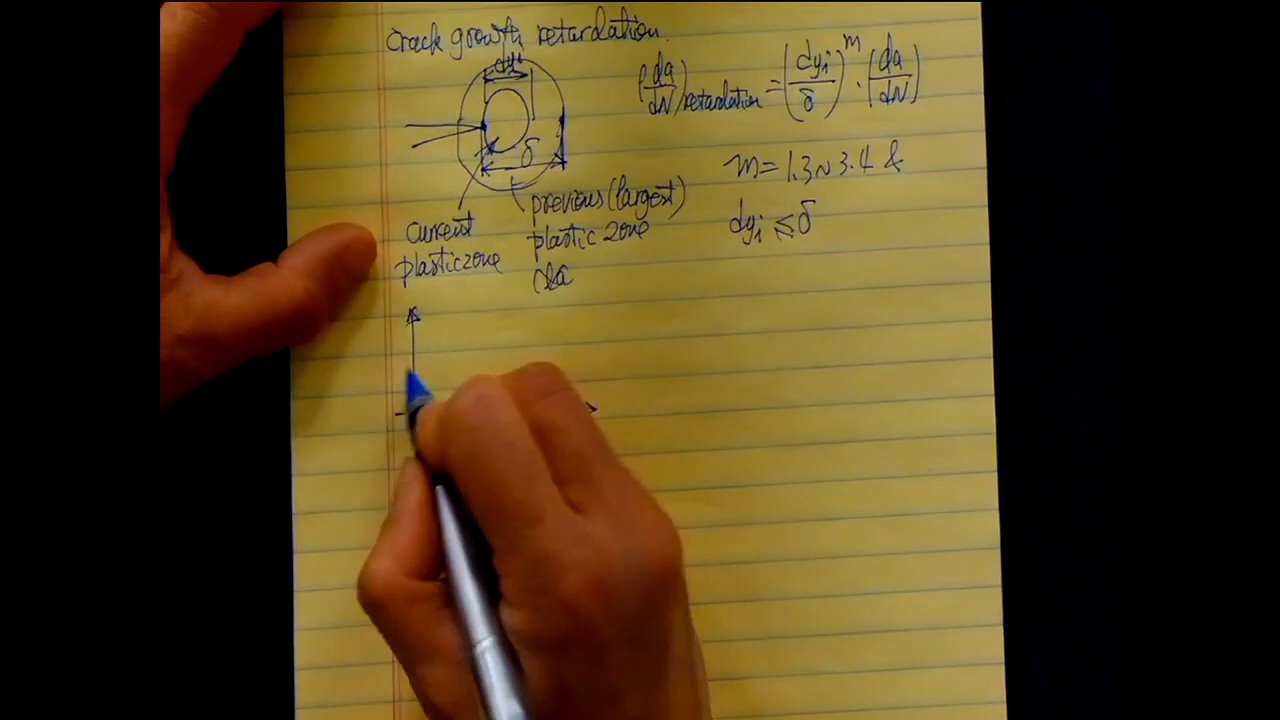 Crack growth retardation.
dyi
δ
current
plastic zone
previous (largest)
plastic zone
da
(da/dN)retardation = (dyi/δ)^m · (da/dN)
m = 1.3 ~ 3.4 &
dyi ≤ δ